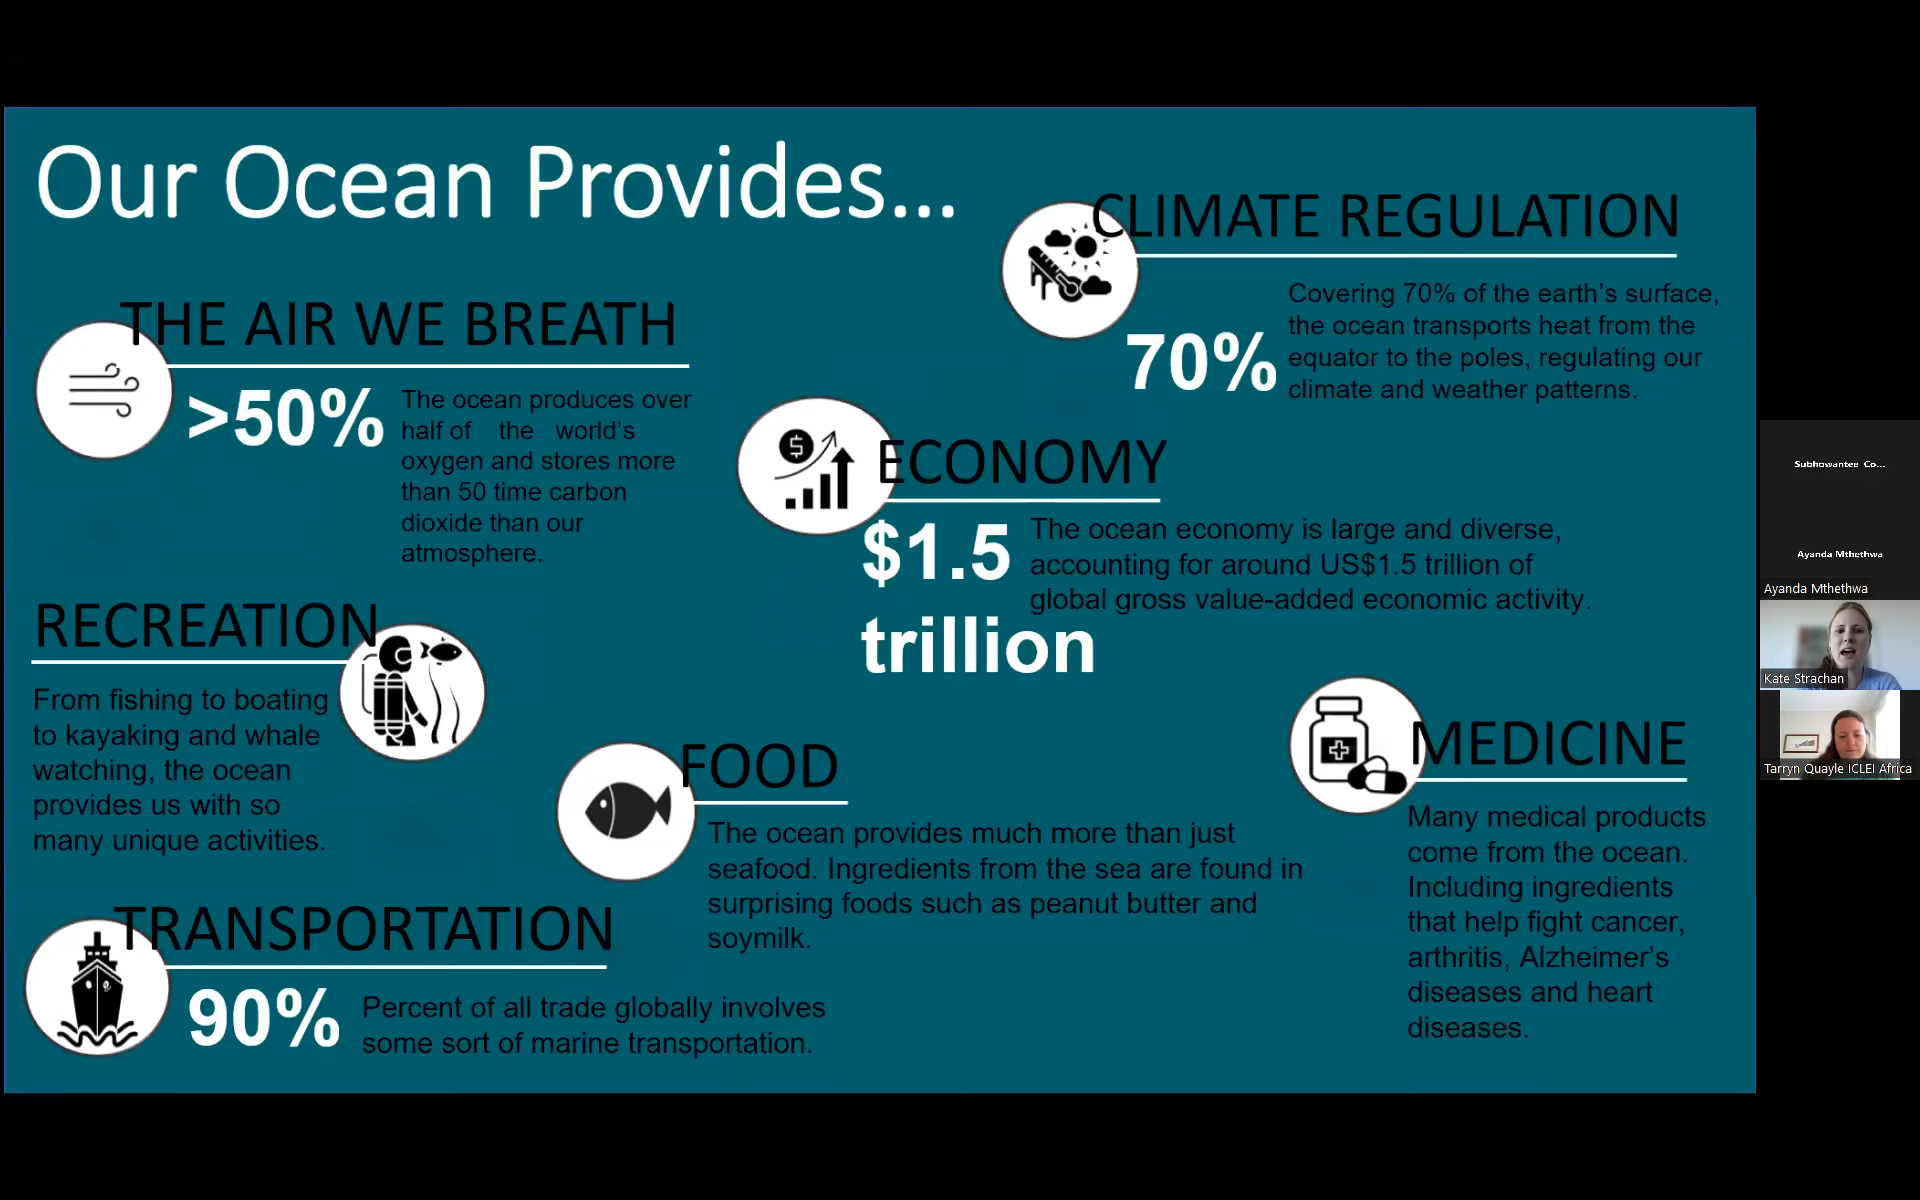 Our Ocean Provides...
CLIMATE REGULATION
70%
Covering 70% of the earth's surface,
the ocean transports heat from the
equator to the poles, regulating our
climate and weather patterns.
THE AIR WE BREATH
>50%
The ocean produces over
half of the world's
oxygen and stores more
than 50 time carbon
dioxide than our
atmosphere.
ECONOMY
$1.5
trillion
The ocean economy is large and diverse,
accounting for around US$1.5 trillion of
global gross value-added economic activity.
RECREATION
From fishing to boating
to kayaking and whale
watching, the ocean
provides us with so
many unique activities.
FOOD
The ocean provides much more than just
seafood. Ingredients from the sea are found in
surprising foods such as peanut butter and
soymilk.
MEDICINE
Many medical products
come from the ocean.
Including ingredients
that help fight cancer,
arthritis, Alzheimer's
diseases and heart
diseases.
TRANSPORTATION
90%
Percent of all trade globally involves
some sort of marine transportation.
Subhowantee Co...
Ayanda Mthethwa
Ayanda Mthethwa
Kate Strachan
Tarryn Quayle ICLEI Africa